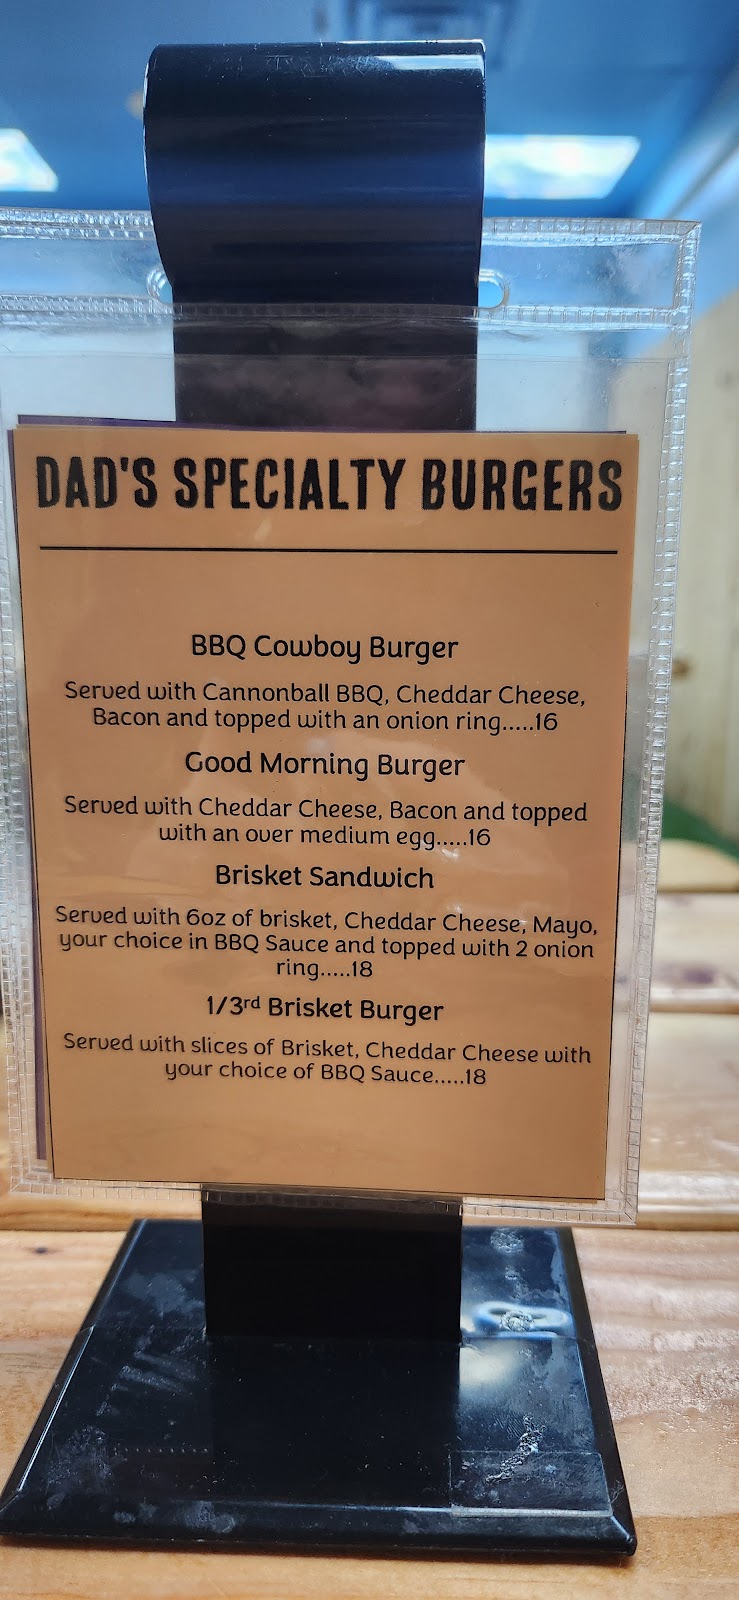 DAD'S SPECIALTY BURGERS
BBQ Cowboy Burger
Served with Cannonball BBQ, Cheddar Cheese,
Bacon and topped with an onion ring.....16
Good Morning Burger
Served with Cheddar Cheese, Bacon and topped
with an over medium egg.....16
Brisket Sandwich
Served with 6oz of brisket, Cheddar Cheese, Mayo,
your choice in BBQ Sauce and topped with 2 onion
ring.....18
1/3rd Brisket Burger
Served with slices of Brisket, Cheddar Cheese with
your choice of BBQ Sauce.....18